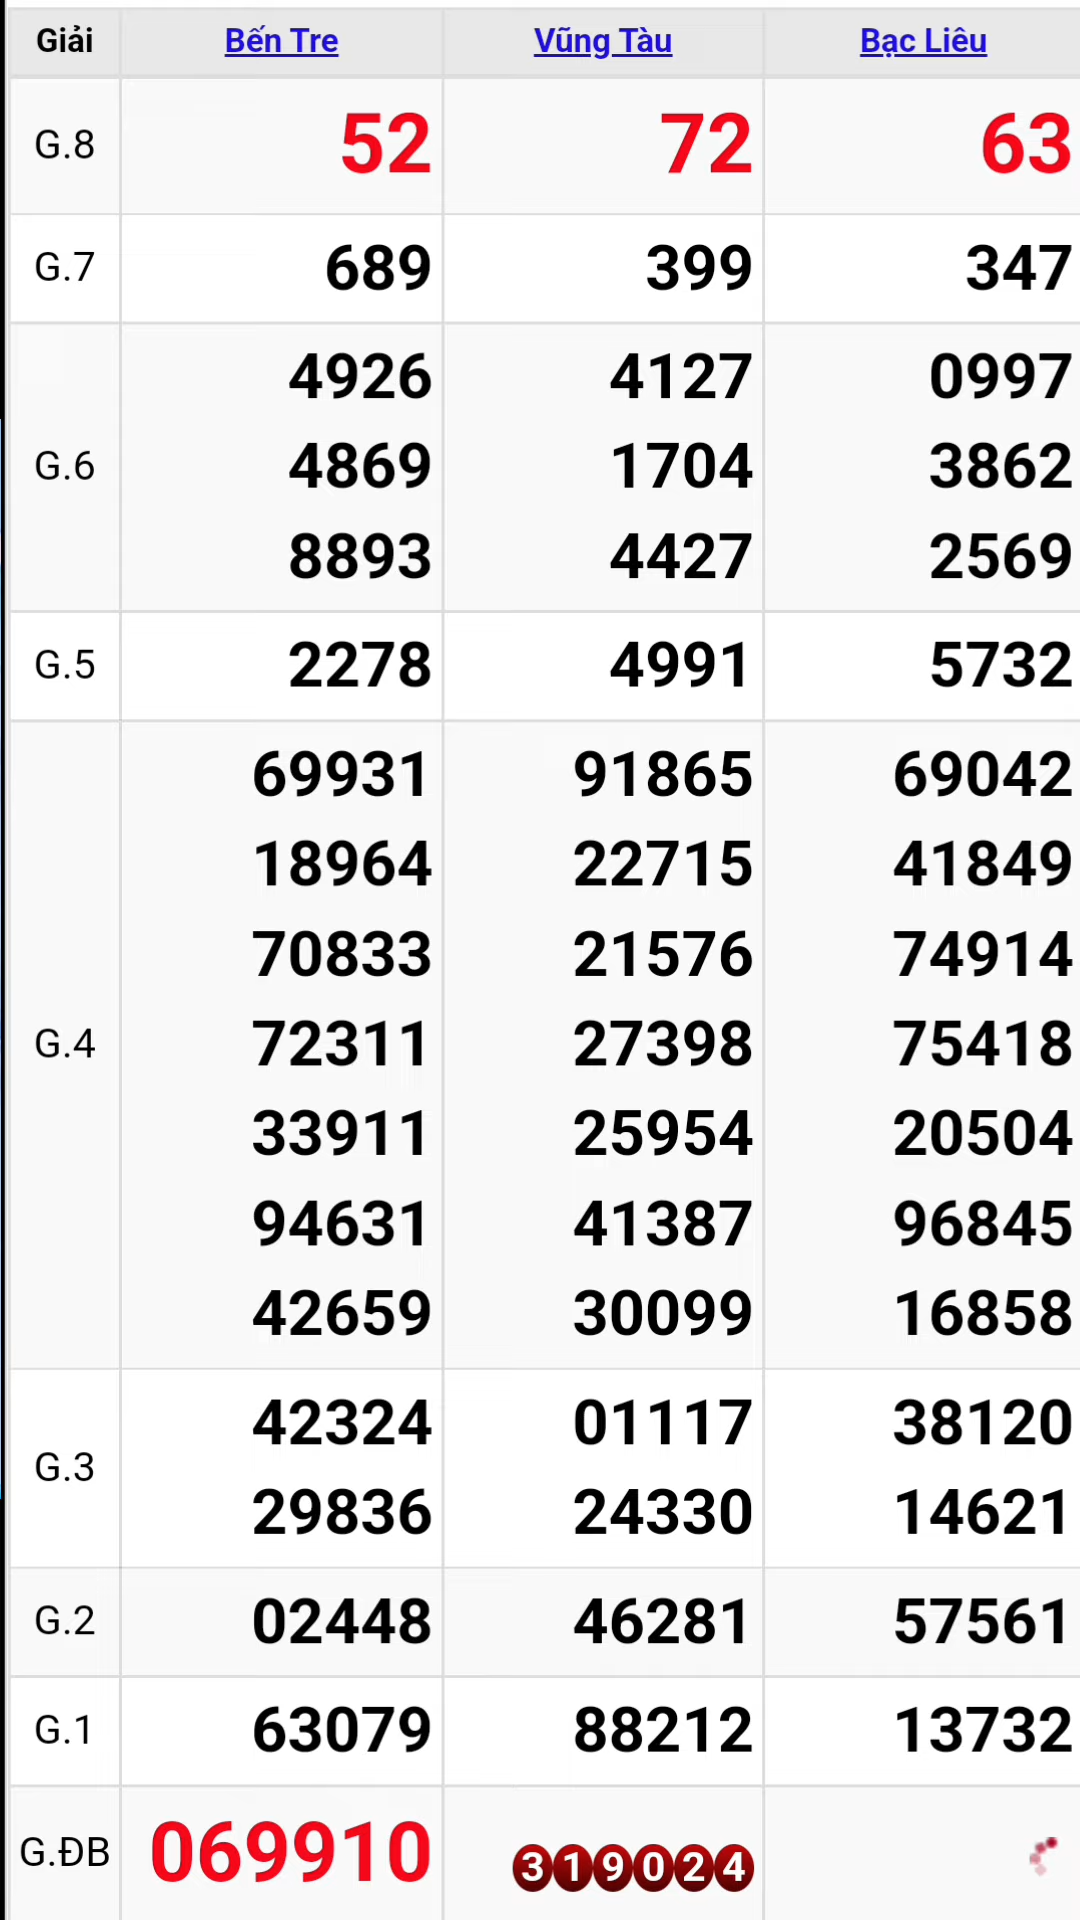 Giải Bến Tre Vũng Tàu Bạc Liêu
G.8 52 72 63
G.7 689 399 347
4926 4127 0997
G.6 4869 1704 3862
8893 4427 2569
G.5 2278 4991 5732
69931 91865 69042
18964 22715 41849
70833 21576 74914
G.4 72311 27398 75418
33911 25954 20504
94631 41387 96845
42659 30099 16858
42324 01117 38120
G.3
29836 24330 14621
G.2 02448 46281 57561
G.1 63079 88212 13732
G.ĐB 069910 319024